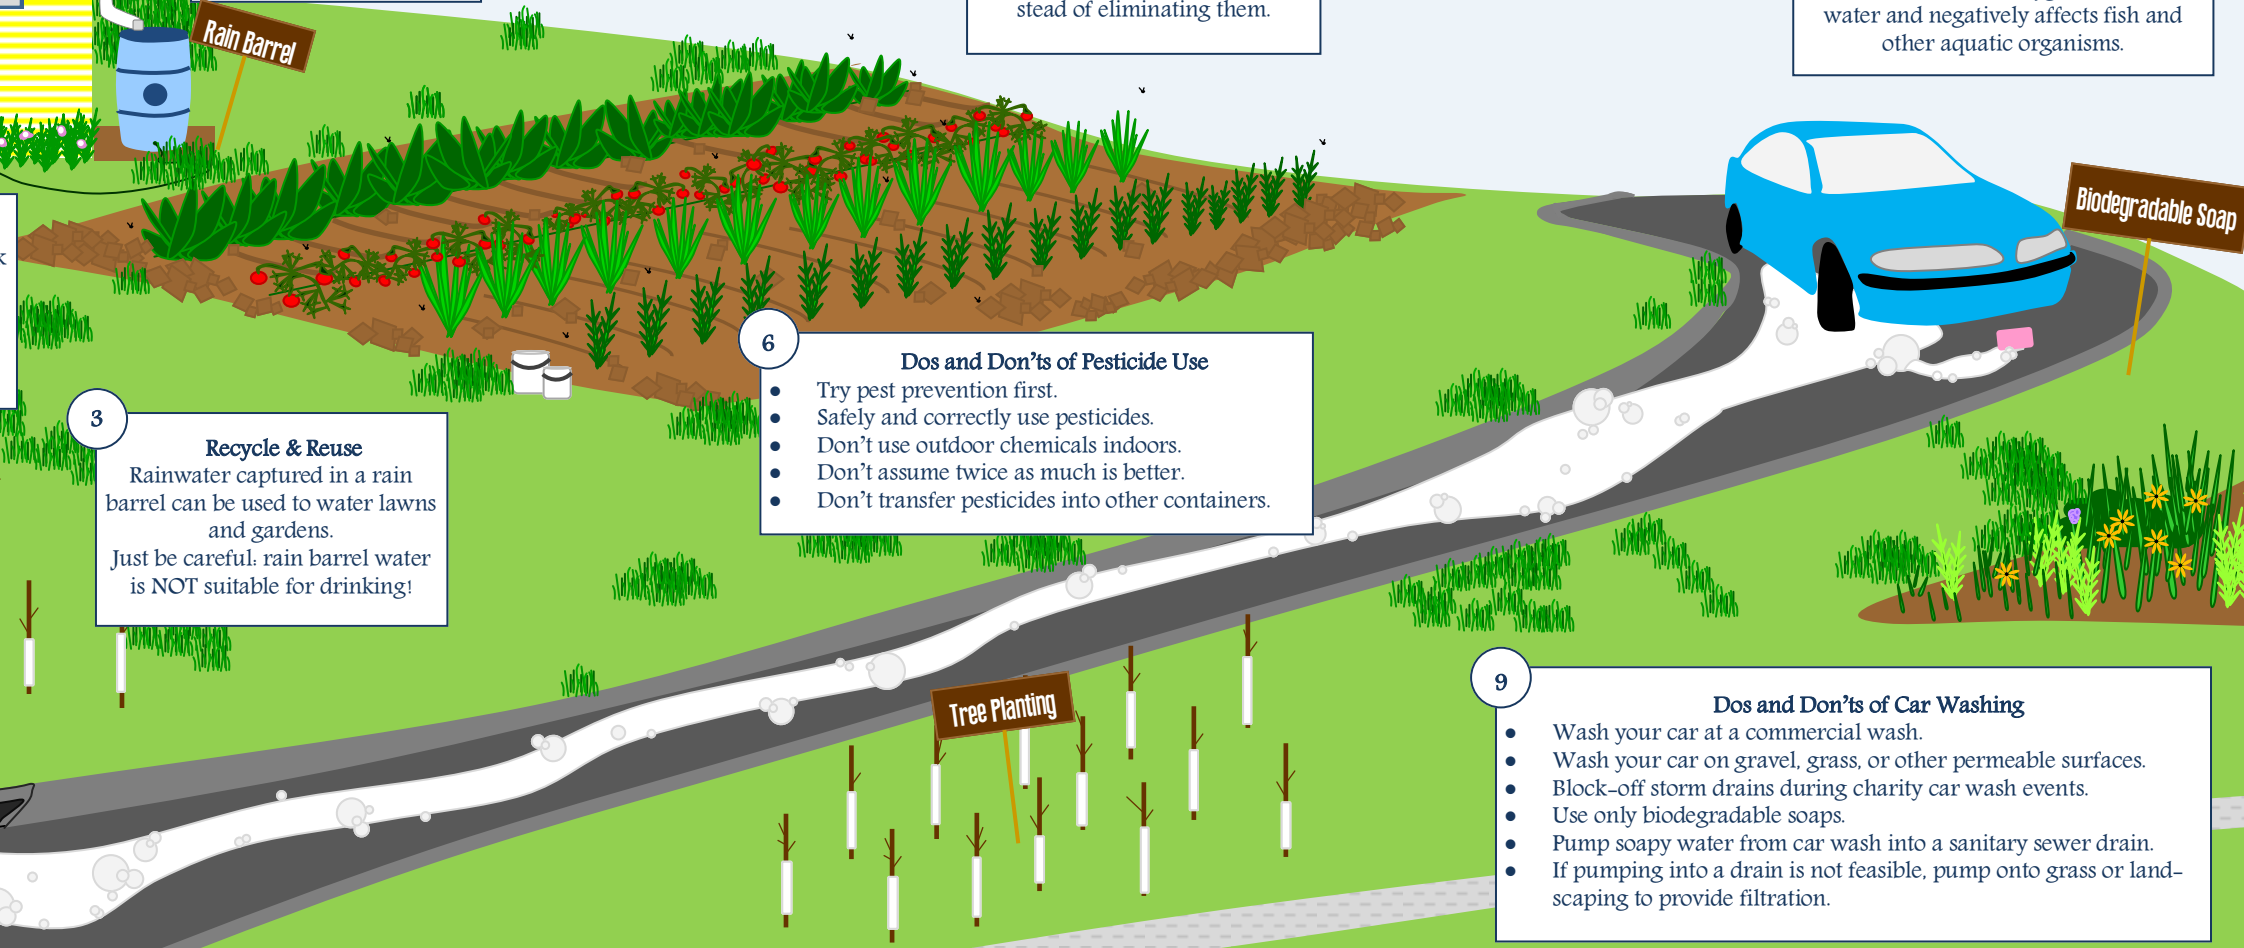 stead of eliminating them.
water and negatively affects fish and
other aquatic organisms.
Rain Barrel
Biodegradable Soap
k
6
Dos and Don'ts of Pesticide Use
• Try pest prevention first.
• Safely and correctly use pesticides.
• Don't use outdoor chemicals indoors.
• Don't assume twice as much is better.
• Don't transfer pesticides into other containers.
3
Recycle & Reuse
Rainwater captured in a rain
barrel can be used to water lawns
and gardens.
Just be careful: rain barrel water
is NOT suitable for drinking!
Tree Planting
9
Dos and Don'ts of Car Washing
• Wash your car at a commercial wash.
• Wash your car on gravel, grass, or other permeable surfaces.
• Block-off storm drains during charity car wash events.
• Use only biodegradable soaps.
• Pump soapy water from car wash into a sanitary sewer drain.
• If pumping into a drain is not feasible, pump onto grass or land-
scaping to provide filtration.